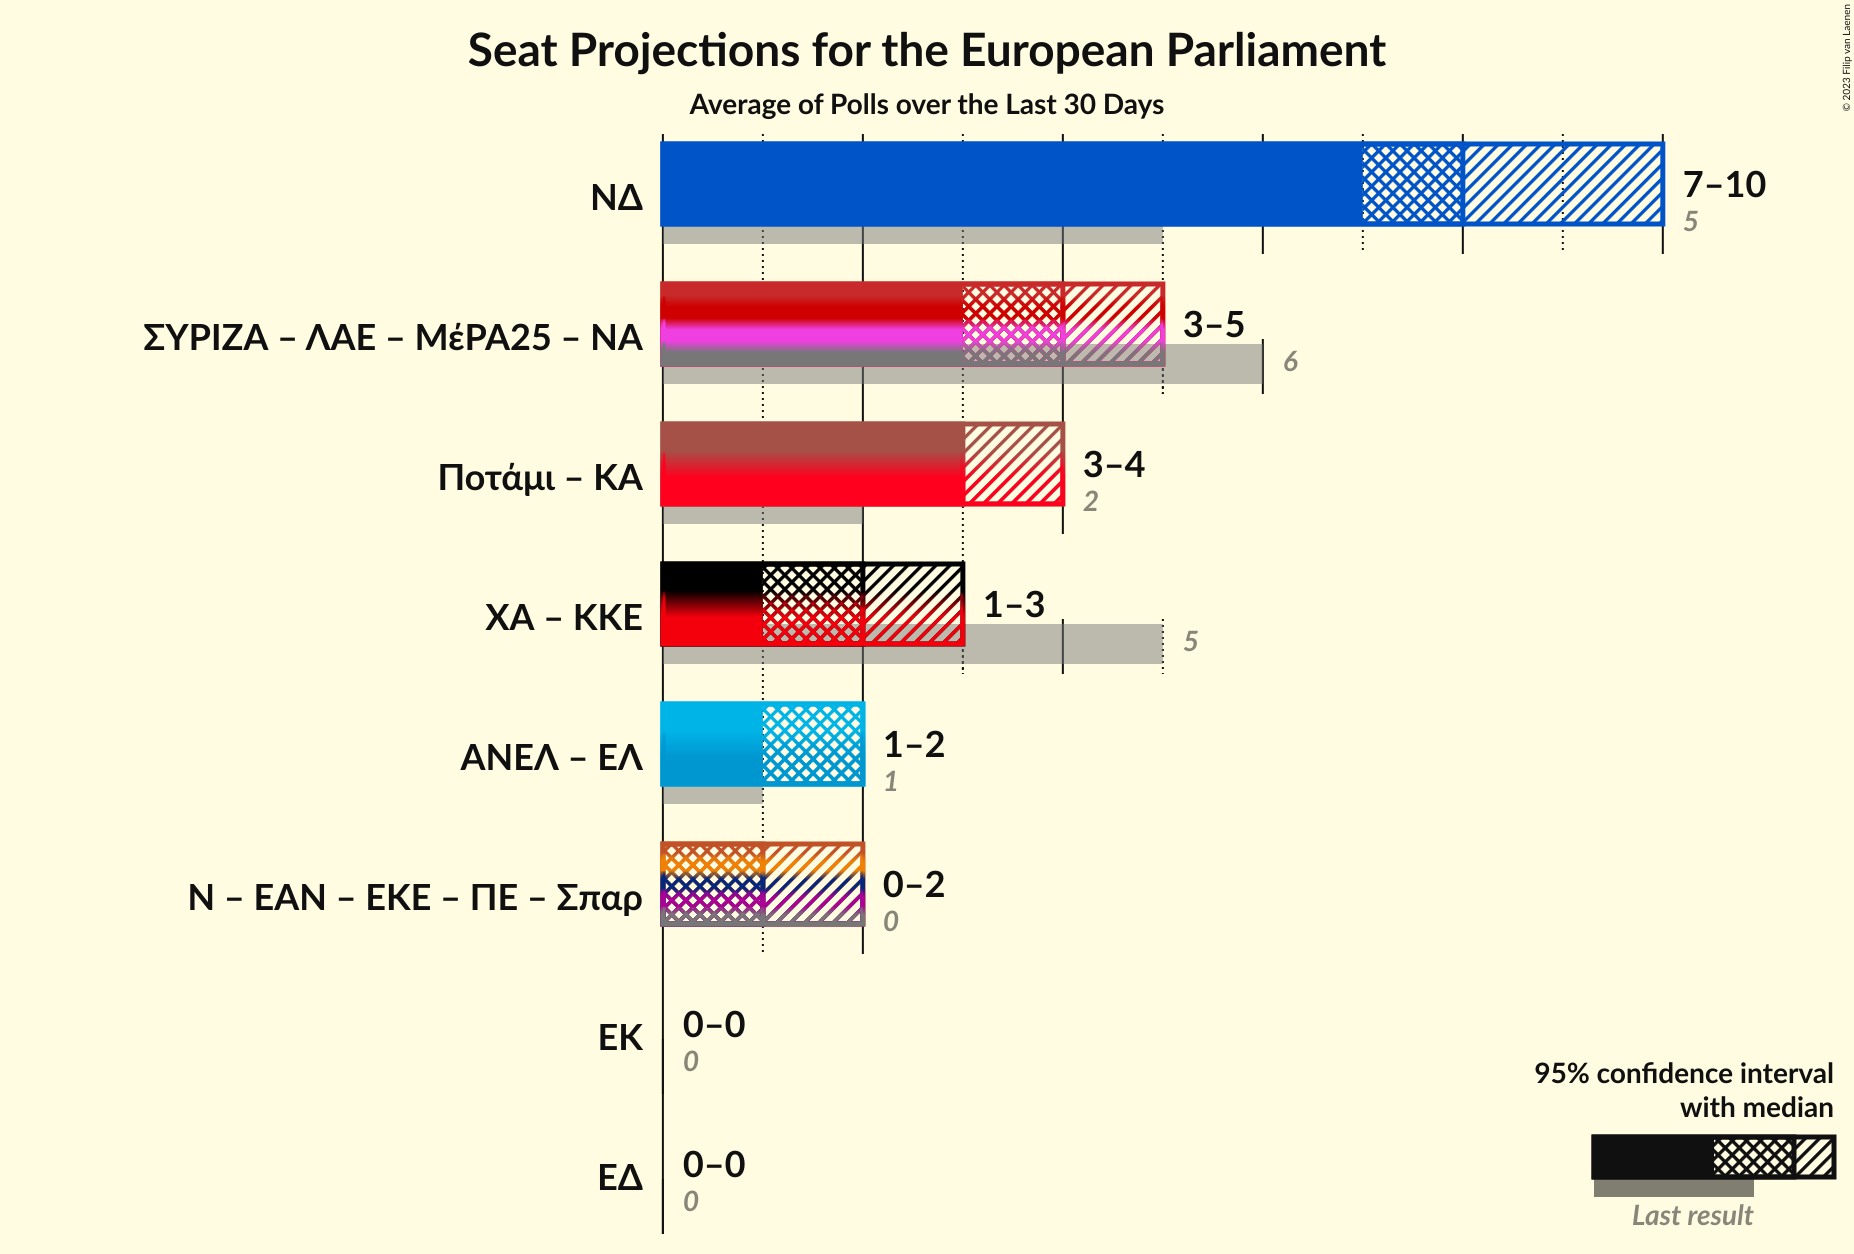 Seat Projections for the European Parliament
Average of Polls over the Last 30 Days
© 2023 Filip van Laenen
ΝΔ
7–10
5
ΣΥΡΙΖΑ – ΛΑΕ – ΜέΡΑ25 – ΝΑ
3–5
6
Ποτάμι – ΚΑ
3–4
2
ΧΑ – ΚΚΕ
1–3
5
ΑΝΕΛ – ΕΛ
1–2
1
Ν – ΕΑΝ – ΕΚΕ – ΠΕ – Σπαρ
0–2
0
ΕΚ
0–0
0
ΕΔ
0–0
0
95% confidence interval
with median
Last result